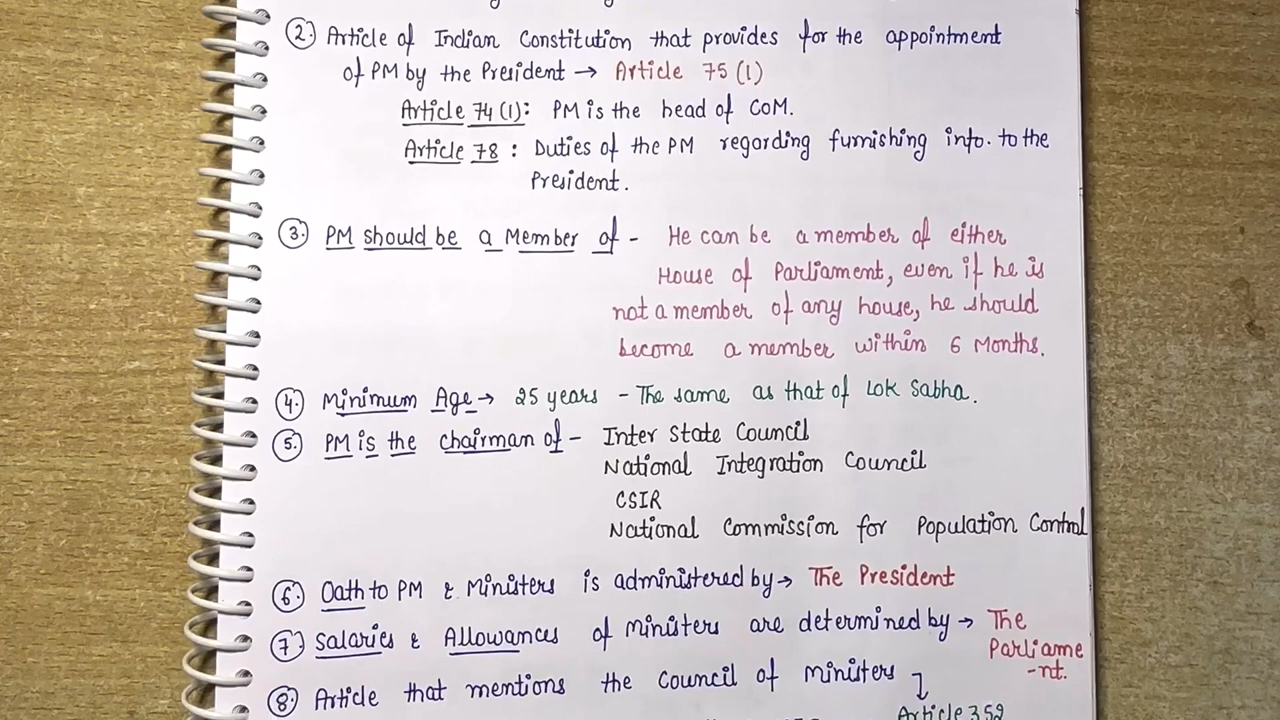 2. Article of Indian Constitution that provides for the appointment
of PM by the President → Article 75 (1)
Article 74 (1): PM is the head of COM.
Article 78 : Duties of the PM regarding furnishing info. to the
President.
3. PM should be a Member of - He can be a member of either
House of Parliament, even if he is
not a member of any house, he should
become a member within 6 Months.
4. Minimum Age → 25 years - The same as that of Lok Sabha.
5. PM is the chairman of - Inter State Council
National Integration Council
CSIR
National Commission for Population Control
6. Oath to PM & Ministers is administered by → The President
7. Salaries & Allowances of Ministers are determined by → The
Parliame
-nt.
8. Article that mentions the Council of Ministers
Article 352